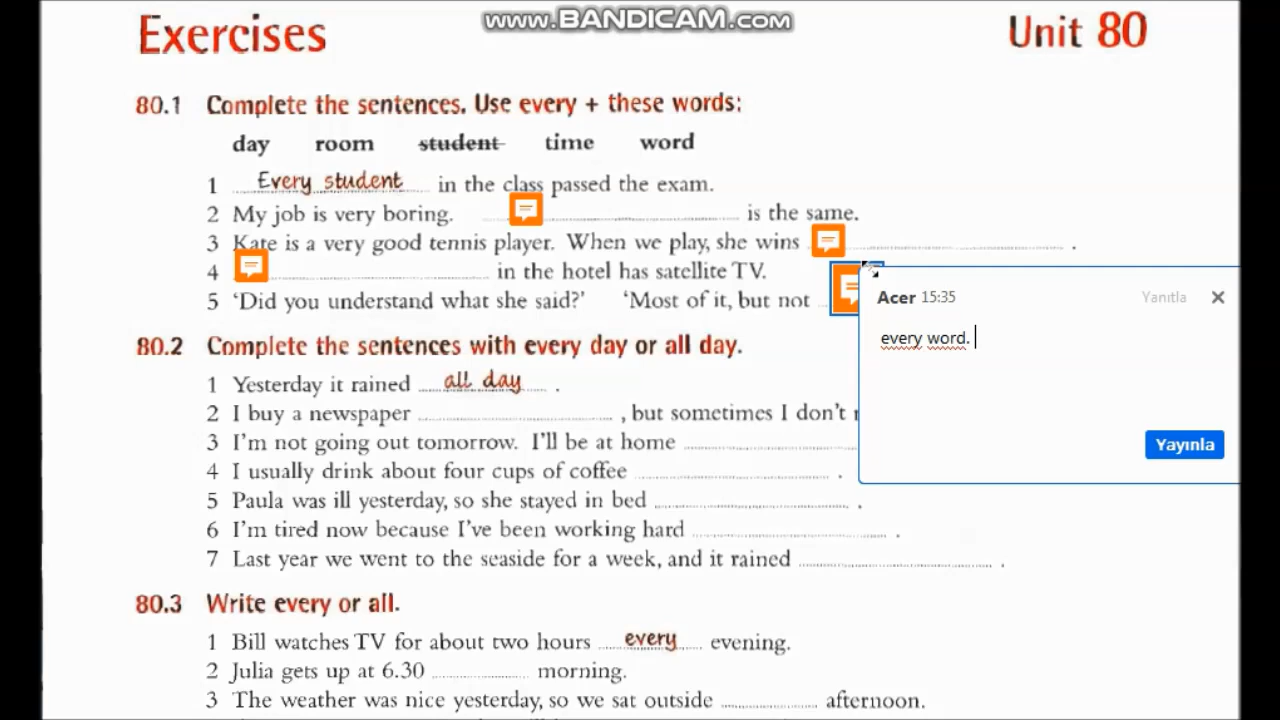 www.BANDICAM.com
Exercises Unit 80
80.1 Complete the sentences. Use every + these words:
day room student time word
1 Every student in the class passed the exam.
2 My job is very boring. is the same.
3 Kate is a very good tennis player. When we play, she wins .
4 in the hotel has satellite TV.
5 'Did you understand what she said?' 'Most of it, but not
Acer 15:35 Yanıtla
every word.
Yayınla
80.2 Complete the sentences with every day or all day.
1 Yesterday it rained all day .
2 I buy a newspaper , but sometimes I don't
3 I'm not going out tomorrow. I'll be at home
4 I usually drink about four cups of coffee .
5 Paula was ill yesterday, so she stayed in bed .
6 I'm tired now because I've been working hard .
7 Last year we went to the seaside for a week, and it rained .
80.3 Write every or all.
1 Bill watches TV for about two hours every evening.
2 Julia gets up at 6.30 morning.
3 The weather was nice yesterday, so we sat outside afternoon.